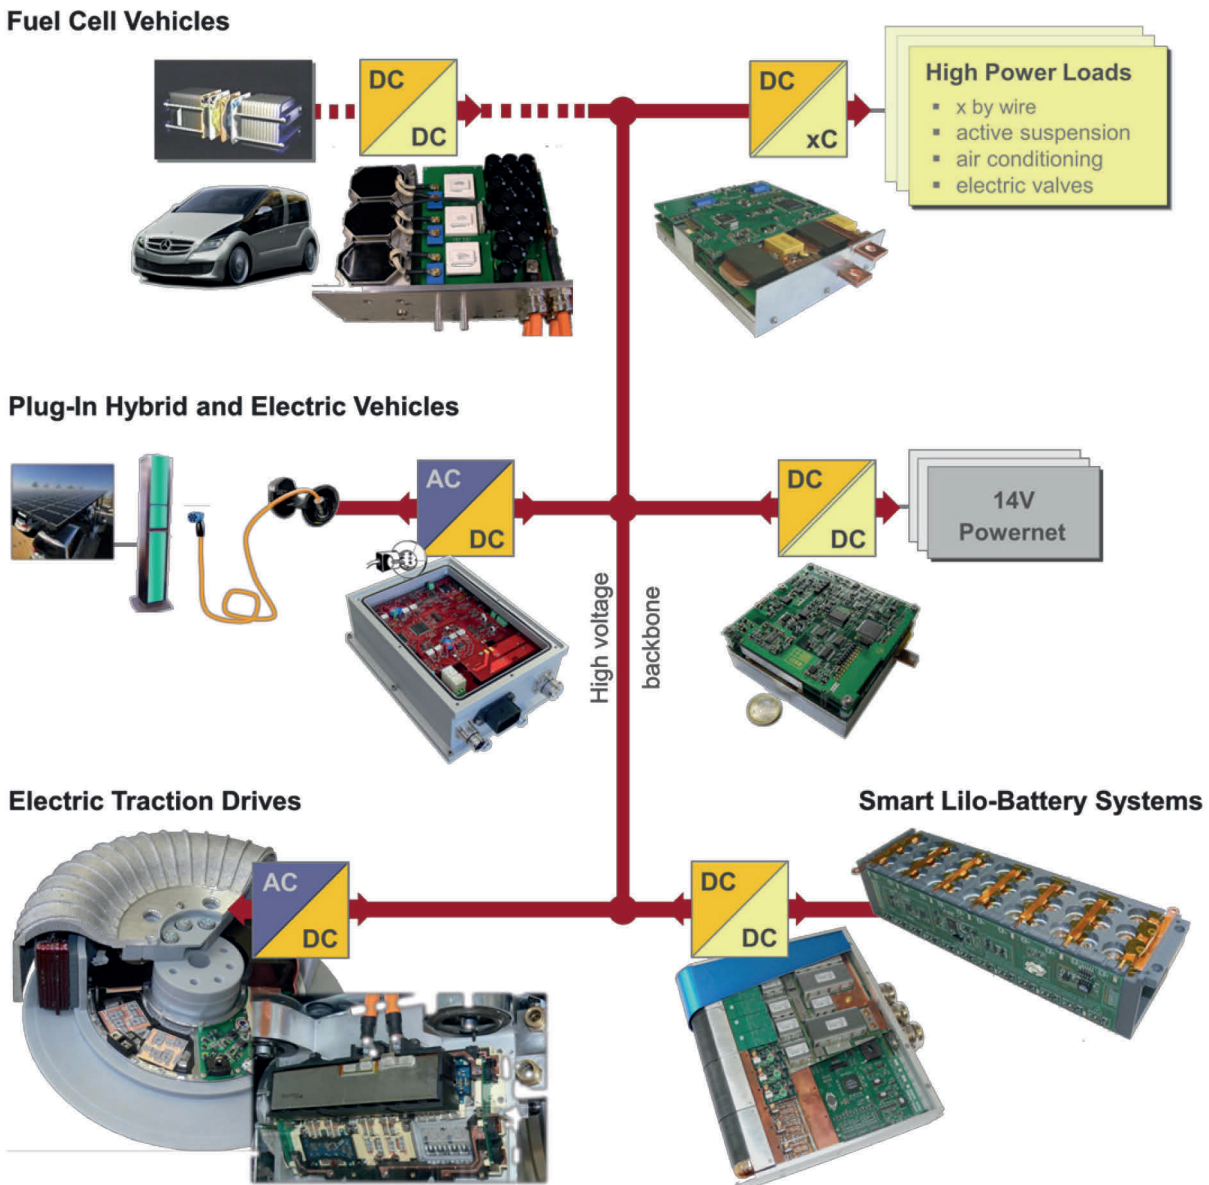 Fuel Cell Vehicles
DC
DC
DC
xC
High Power Loads
▪ x by wire
▪ active suspension
▪ air conditioning
▪ electric valves
Plug-In Hybrid and Electric Vehicles
AC
DC
DC
DC
14V
Powernet
High voltage
backbone
Electric Traction Drives
Smart Lilo-Battery Systems
AC
DC
DC
DC